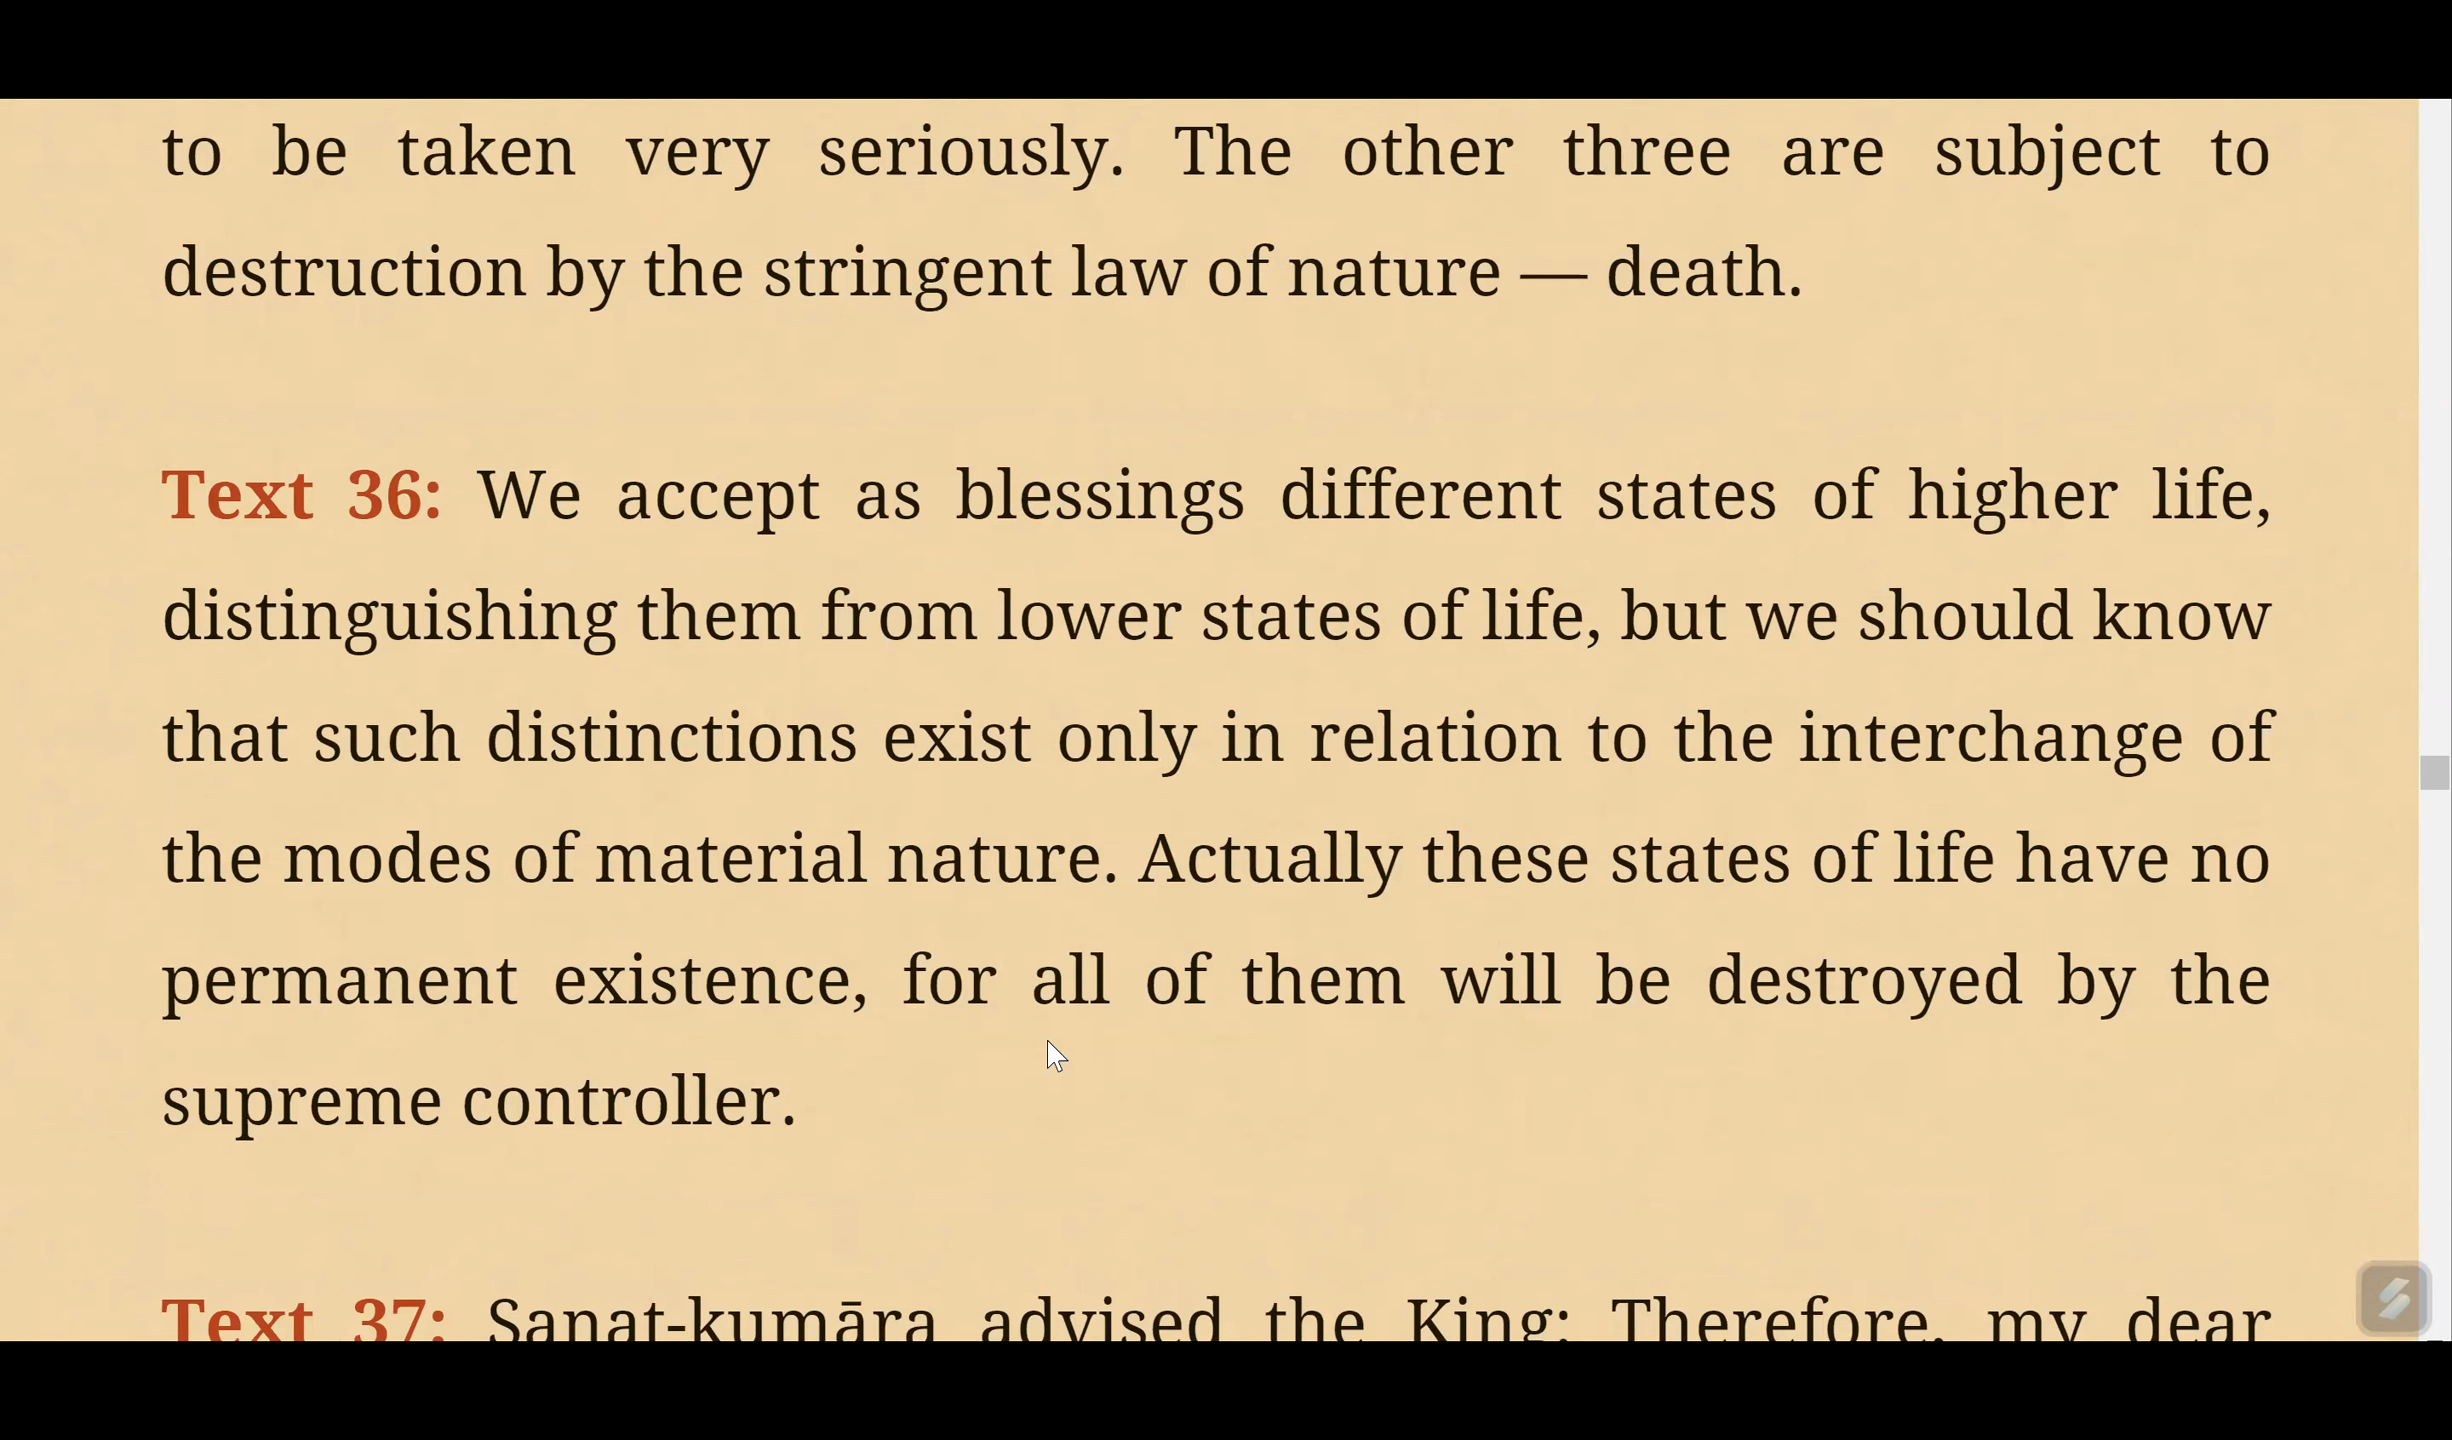 to be taken very seriously. The other three are subject to
destruction by the stringent law of nature — death.
Text 36: We accept as blessings different states of higher life,
distinguishing them from lower states of life, but we should know
that such distinctions exist only in relation to the interchange of
the modes of material nature. Actually these states of life have no
permanent existence, for all of them will be destroyed by the
supreme controller.
Text 37: Sanat-kumāra advised the King: Therefore, my dear